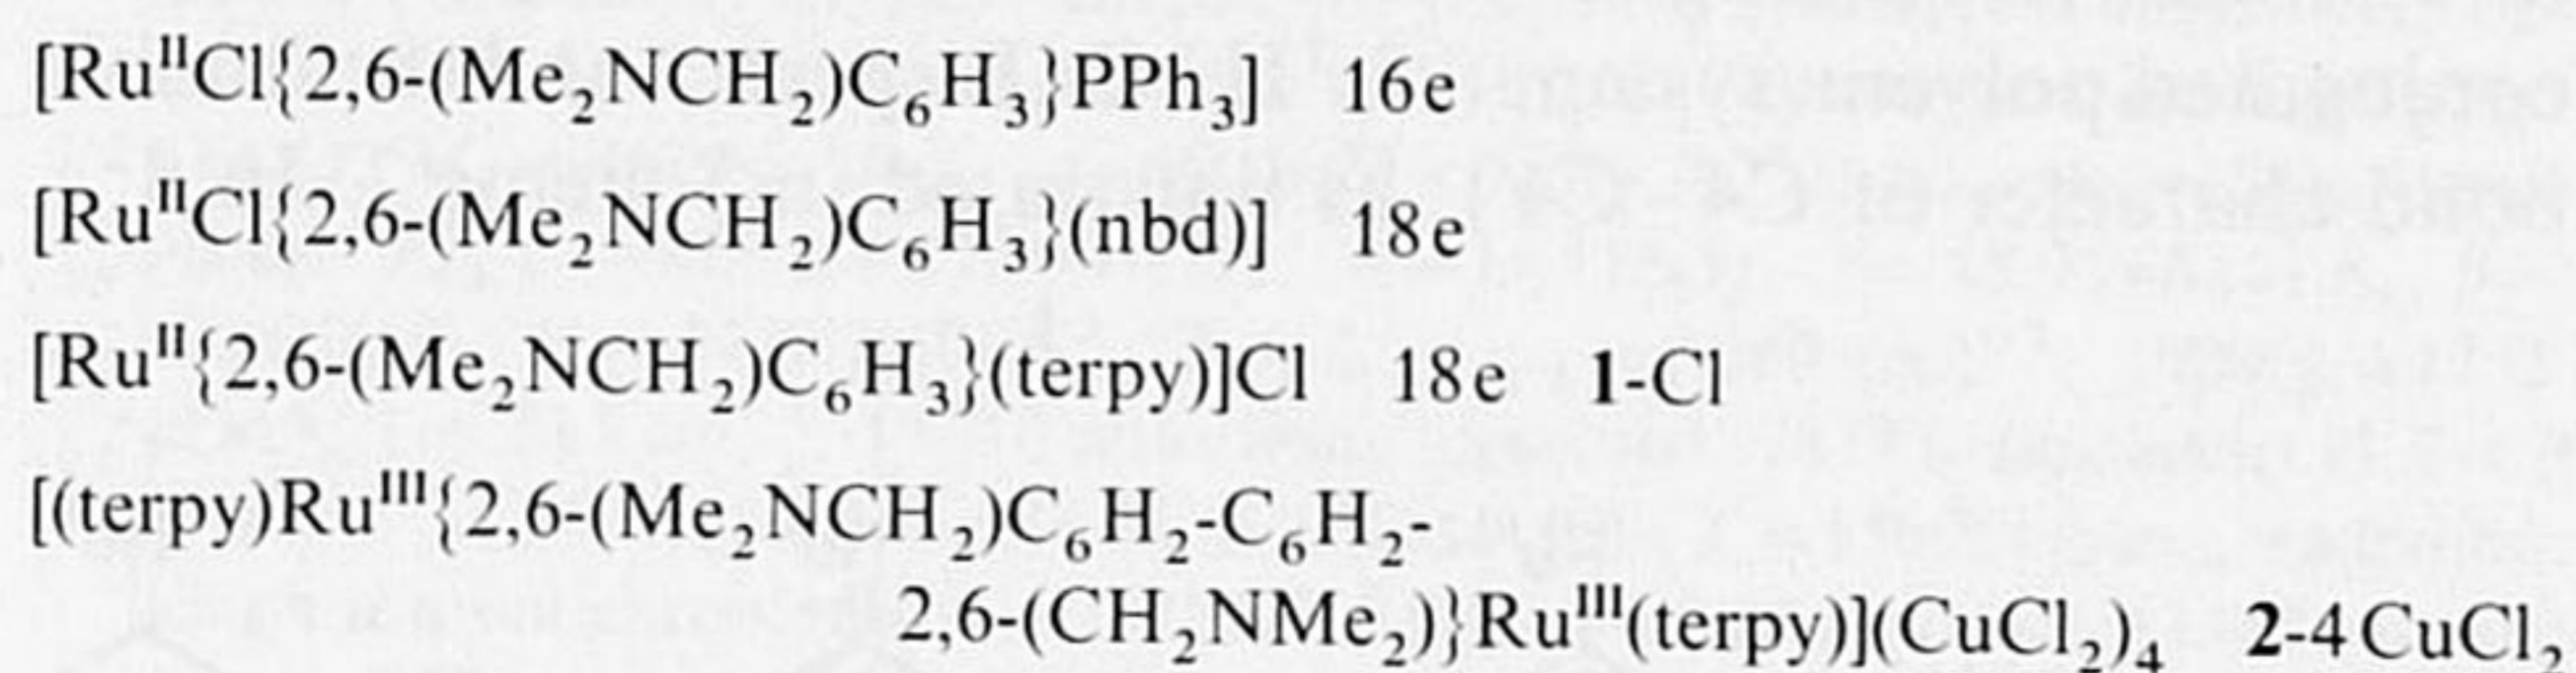 [Ru^IICl{2,6-(Me₂NCH₂)C₆H₃}PPh₃] 16e
[Ru^IICl{2,6-(Me₂NCH₂)C₆H₃}(nbd)] 18e
[Ru^II{2,6-(Me₂NCH₂)C₆H₃}(terpy)]Cl 18e 1-Cl
[(terpy)Ru^III{2,6-(Me₂NCH₂)C₆H₂-C₆H₂-
2,6-(CH₂NMe₂)}Ru^III(terpy)](CuCl₂)₄ 2-4CuCl₂